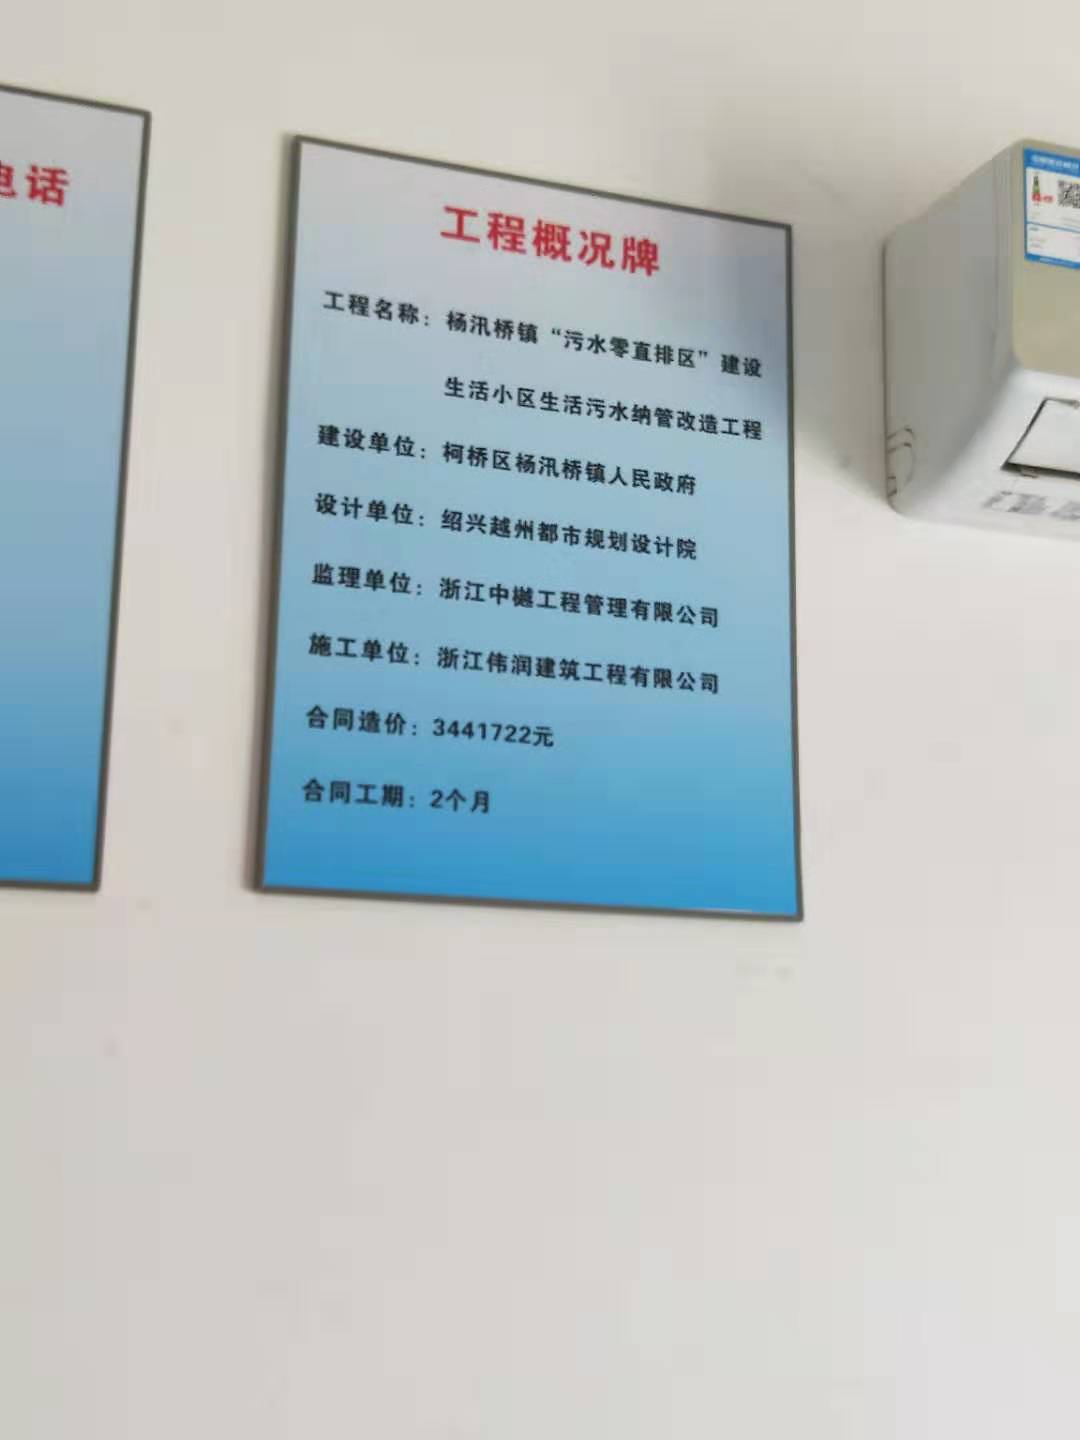 电话
工程概况牌
工程名称：杨汛桥镇“污水零直排区”建设
生活小区生活污水纳管改造工程
建设单位：柯桥区杨汛桥镇人民政府
设计单位：绍兴越州都市规划设计院
监理单位：浙江中樾工程管理有限公司
施工单位：浙江伟润建筑工程有限公司
合同造价：3441722元
合同工期：2个月